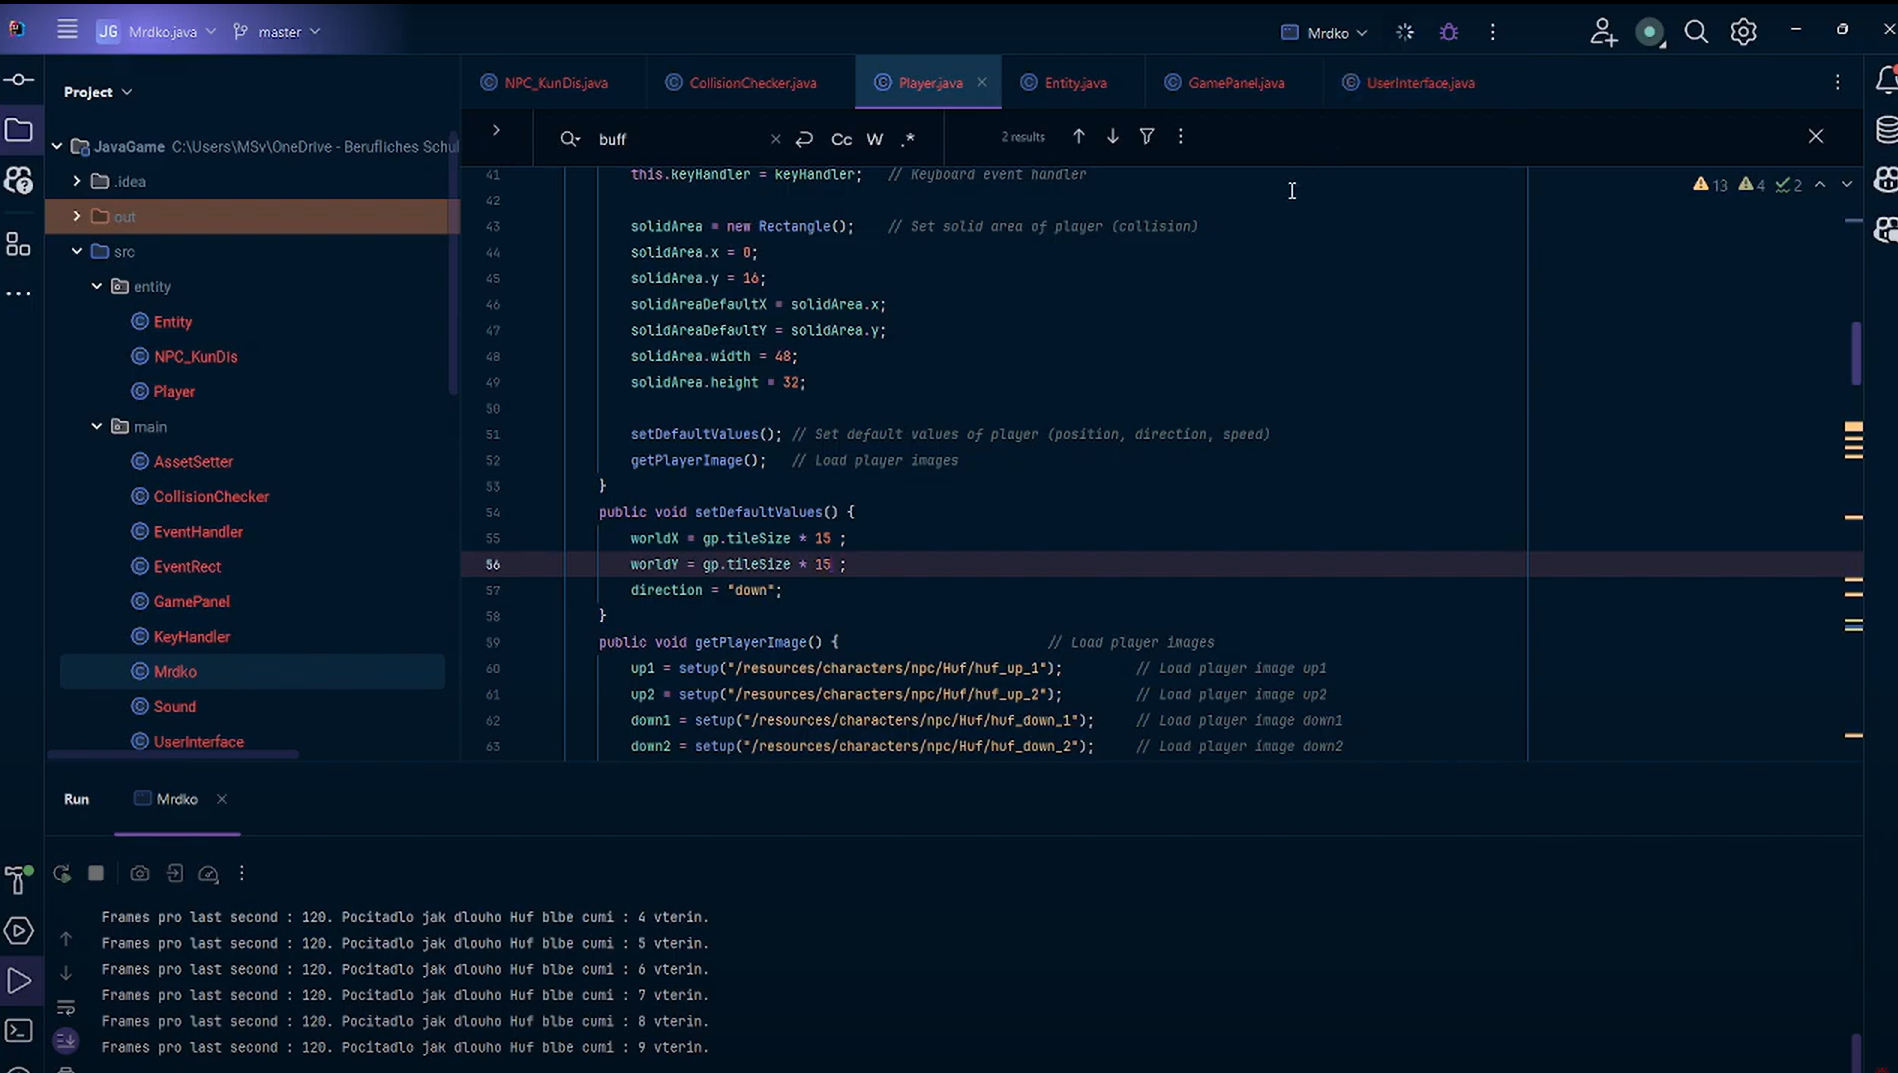 JG Mrdko.java master Mrdko
Project
NPC_KunDis.java CollisionChecker.java Player.java Entity.java GamePanel.java UserInterface.java
buff Cc W .* 2 results
JavaGame C:\Users\MSv\OneDrive - Berufliches Schul
.idea
out
src
entity
Entity
NPC_KunDis
Player
main
AssetSetter
CollisionChecker
EventHandler
EventRect
GamePanel
KeyHandler
Mrdko
Sound
UserInterface
13 4 2
41 this.keyHandler = keyHandler; // Keyboard event handler
42
43 solidArea = new Rectangle(); // Set solid area of player (collision)
44 solidArea.x = 0;
45 solidArea.y = 16;
46 solidAreaDefaultX = solidArea.x;
47 solidAreaDefaultY = solidArea.y;
48 solidArea.width = 48;
49 solidArea.height = 32;
50
51 setDefaultValues(); // Set default values of player (position, direction, speed)
52 getPlayerImage(); // Load player images
53 }
54 public void setDefaultValues() {
55 worldX = gp.tileSize * 15 ;
56 worldY = gp.tileSize * 15 ;
57 direction = "down";
58 }
59 public void getPlayerImage() { // Load player images
60 up1 = setup("/resources/characters/npc/Huf/huf_up_1"); // Load player image up1
61 up2 = setup("/resources/characters/npc/Huf/huf_up_2"); // Load player image up2
62 down1 = setup("/resources/characters/npc/Huf/huf_down_1"); // Load player image down1
63 down2 = setup("/resources/characters/npc/Huf/huf_down_2"); // Load player image down2
Run Mrdko
Frames pro last second : 120. Pocitadlo jak dlouho Huf blbe cumi : 4 vterin.
Frames pro last second : 120. Pocitadlo jak dlouho Huf blbe cumi : 5 vterin.
Frames pro last second : 120. Pocitadlo jak dlouho Huf blbe cumi : 6 vterin.
Frames pro last second : 120. Pocitadlo jak dlouho Huf blbe cumi : 7 vterin.
Frames pro last second : 120. Pocitadlo jak dlouho Huf blbe cumi : 8 vterin.
Frames pro last second : 120. Pocitadlo jak dlouho Huf blbe cumi : 9 vterin.